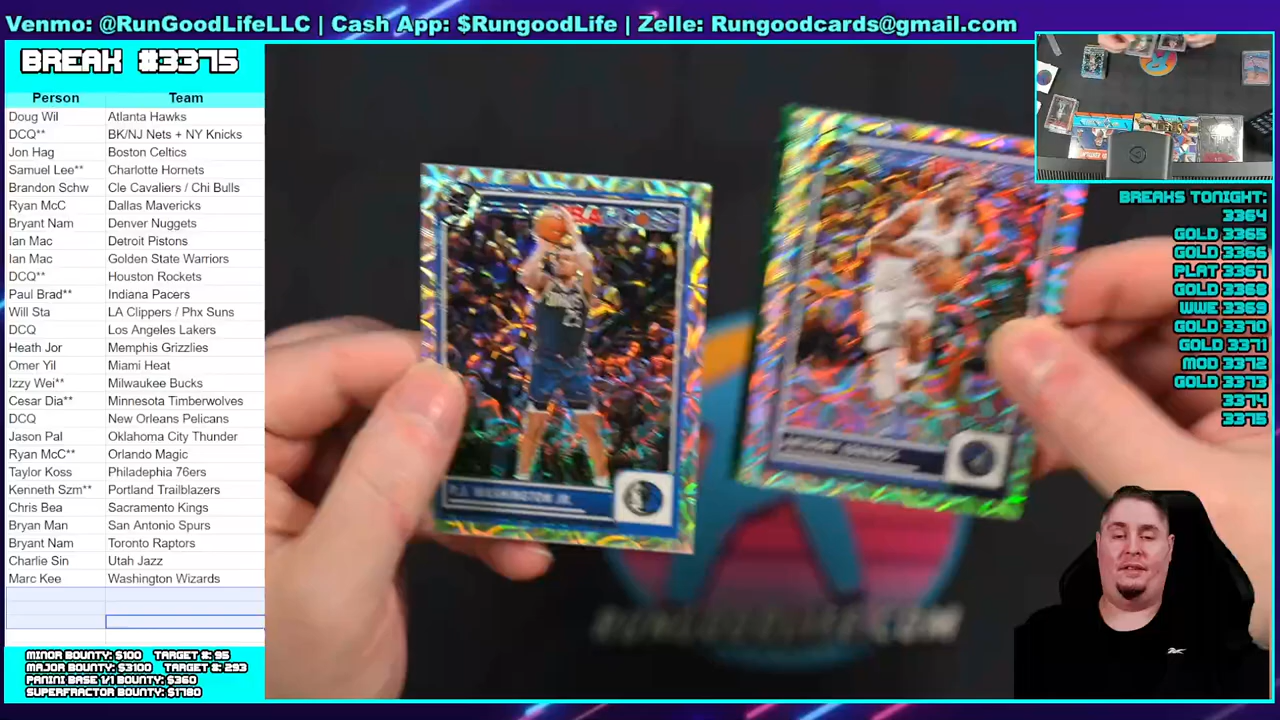 Venmo: @RunGoodLifeLLC | Cash App: $RungoodLife | Zelle: Rungoodcards@gmail.com
BREAK #3375
Person Team
Doug Wil Atlanta Hawks
DCQ** BK/NJ Nets + NY Knicks
Jon Hag Boston Celtics
Samuel Lee** Charlotte Hornets
Brandon Schw Cle Cavaliers / Chi Bulls
Ryan McC Dallas Mavericks
Bryant Nam Denver Nuggets
Ian Mac Detroit Pistons
Ian Mac Golden State Warriors
DCQ** Houston Rockets
Paul Brad** Indiana Pacers
Will Sta LA Clippers / Phx Suns
DCQ Los Angeles Lakers
Heath Jor Memphis Grizzlies
Omer Yil Miami Heat
Izzy Wei** Milwaukee Bucks
Cesar Dia** Minnesota Timberwolves
DCQ New Orleans Pelicans
Jason Pal Oklahoma City Thunder
Ryan McC** Orlando Magic
Taylor Koss Philadephia 76ers
Kenneth Szm** Portland Trailblazers
Chris Bea Sacramento Kings
Bryan Man San Antonio Spurs
Bryant Nam Toronto Raptors
Charlie Sin Utah Jazz
Marc Kee Washington Wizards
MINOR BOUNTY: $100 TARGET #: 95
MAJOR BOUNTY: $3100 TARGET #: 293
PANINI BASE 1/1 BOUNTY: $360
SUPERFRACTOR BOUNTY: $1780
P.J. WASHINGTON JR.
25
BREAKS TONIGHT:
3364
GOLD 3365
GOLD 3366
PLAT 3367
GOLD 3368
WWE 3369
GOLD 3370
GOLD 3371
MOD 3372
GOLD 3373
3374
3375